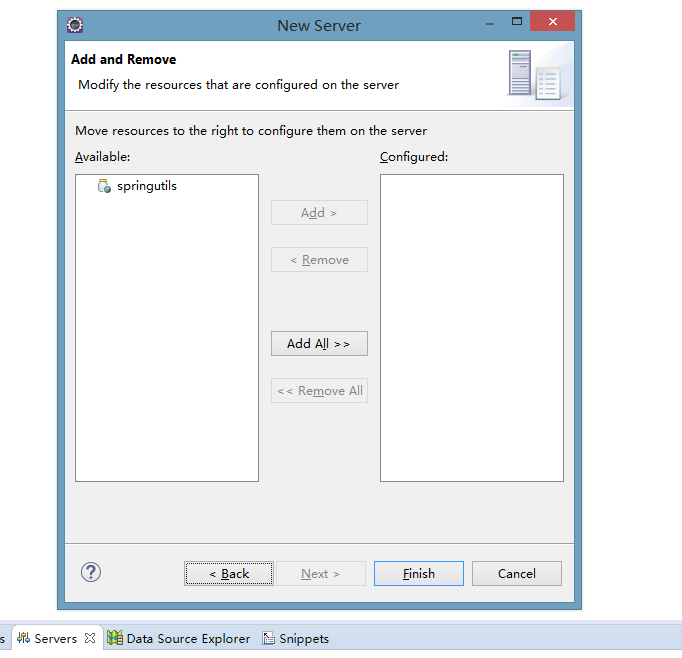 New Server
Add and Remove
Modify the resources that are configured on the server
Move resources to the right to configure them on the server
Available:
Configured:
springutils
Add >
< Remove
Add All >>
<< Remove All
?
< Back
Next >
Finish
Cancel
s
Servers
Data Source Explorer
Snippets